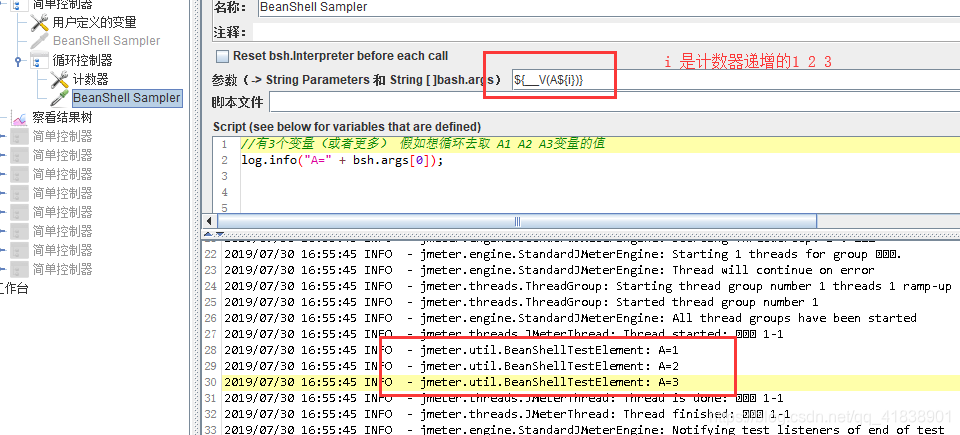 简单控制器
用户定义的变量
BeanShell Sampler
循环控制器
计数器
BeanShell Sampler
察看结果树
简单控制器
简单控制器
简单控制器
简单控制器
简单控制器
简单控制器
简单控制器
简单控制器
工作台
名称: BeanShell Sampler
注释:
Reset bsh.Interpreter before each call
参数（-> String Parameters 和 String [ ]bash.args） ${__V(A${i})}
i 是计数器递增的1 2 3
脚本文件
Script (see below for variables that are defined)
1 //有3个变量（或者更多） 假如想循环去取 A1 A2 A3变量的值
2 log.info("A=" + bsh.args[0]);
3
4
5
22 2019/07/30 16:55:45 INFO - jmeter.engine.StandardJMeterEngine: Starting 1 threads for group □□□.
23 2019/07/30 16:55:45 INFO - jmeter.engine.StandardJMeterEngine: Thread will continue on error
24 2019/07/30 16:55:45 INFO - jmeter.threads.ThreadGroup: Starting thread group number 1 threads 1 ramp-up
25 2019/07/30 16:55:45 INFO - jmeter.threads.ThreadGroup: Started thread group number 1
26 2019/07/30 16:55:45 INFO - jmeter.engine.StandardJMeterEngine: All thread groups have been started
27 2019/07/30 16:55:45 INFO - jmeter.threads.JMeterThread: Thread started: □□□ 1-1
28 2019/07/30 16:55:45 INFO - jmeter.util.BeanShellTestElement: A=1
29 2019/07/30 16:55:45 INFO - jmeter.util.BeanShellTestElement: A=2
30 2019/07/30 16:55:45 INFO - jmeter.util.BeanShellTestElement: A=3
31 2019/07/30 16:55:45 INFO - jmeter.threads.JMeterThread: Thread is done: □□□ 1-1
32 2019/07/30 16:55:45 INFO - jmeter.threads.JMeterThread: Thread finished: □□□ 1-1
33 2019/07/30 16:55:45 INFO - jmeter.engine.StandardJMeterEngine: Notifying test listeners of end of test